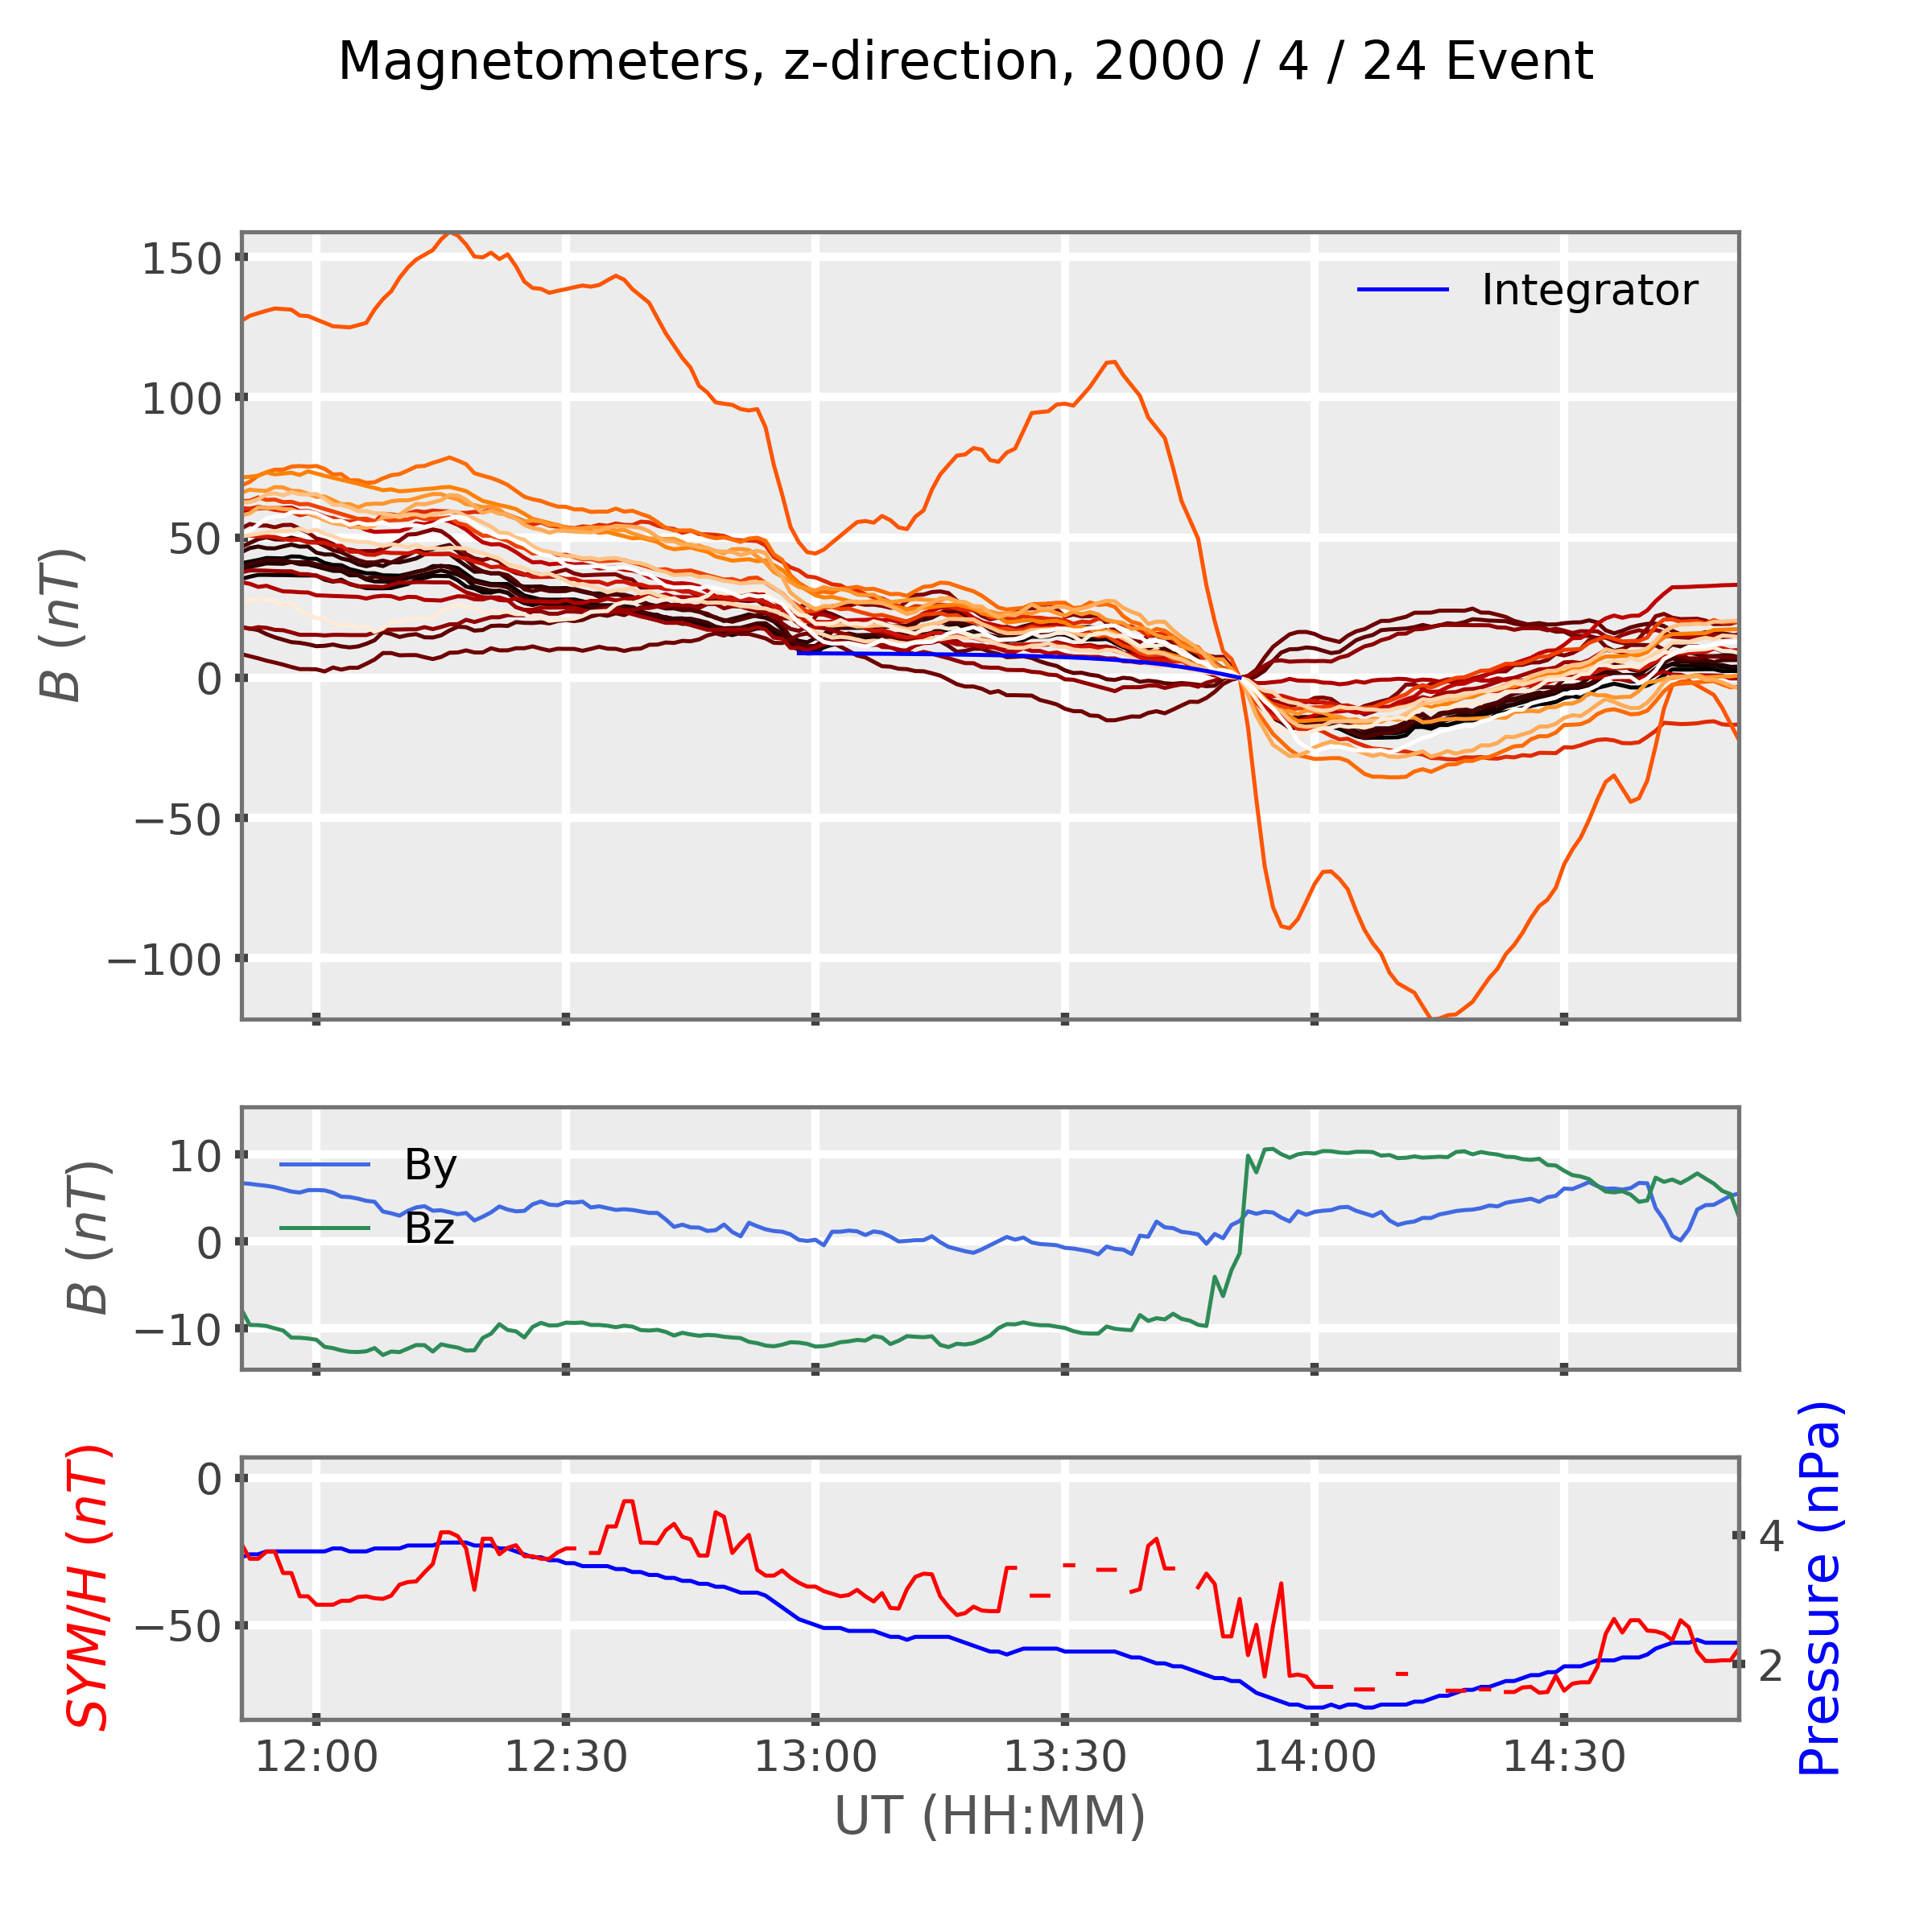 Magnetometers, z-direction, 2000 / 4 / 24 Event
B (nT)
150
100
50
0
−50
−100
Integrator
B (nT)
10
0
−10
By
Bz
SYM/H (nT)
0
−50
4
2
Pressure (nPa)
12:00 12:30 13:00 13:30 14:00 14:30
UT (HH:MM)